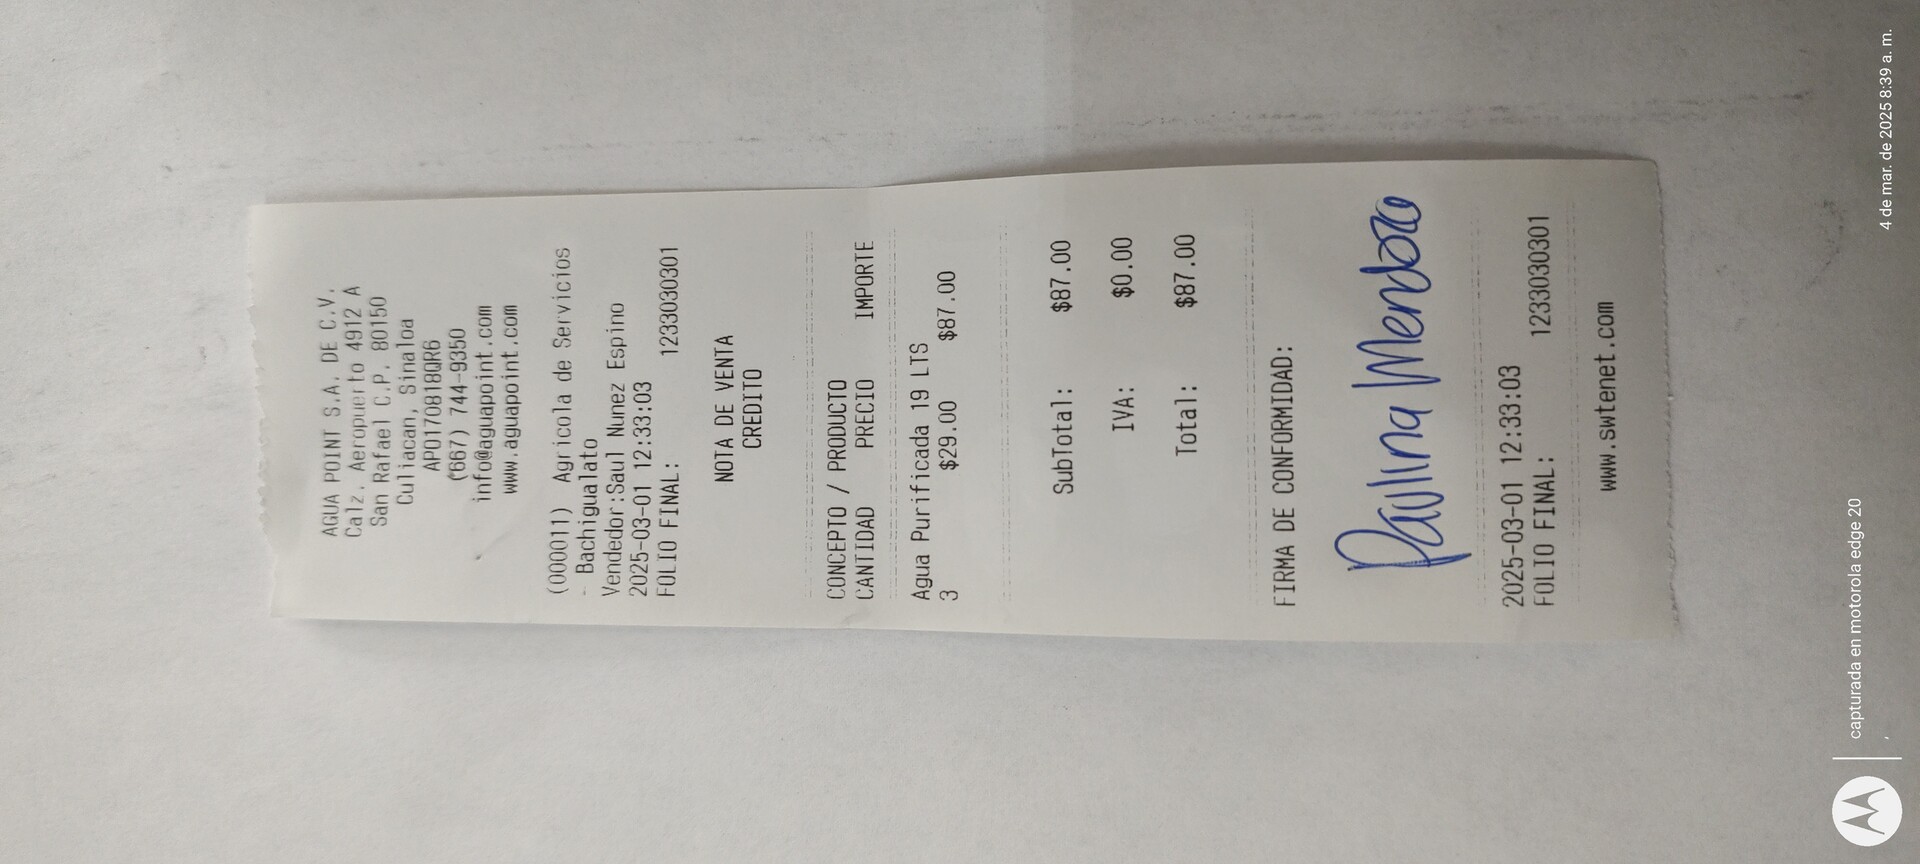 AGUA POINT S.A. DE C.V.
Calz. Aeropuerto 4912 A
San Rafael C.P. 80150
Culiacan, Sinaloa
APO170818QR6
(667) 744-9350
info@aguapoint.com
www.aguapoint.com
(000011) Agricola de Servicios
- Bachigualato
Vendedor:Saul Nunez Espino
2025-03-01 12:33:03
FOLIO FINAL: 1233030301
NOTA DE VENTA
CREDITO
CONCEPTO / PRODUCTO
CANTIDAD PRECIO IMPORTE
Agua Purificada 19 LTS
3 $29.00 $87.00
SubTotal: $87.00
IVA: $0.00
Total: $87.00
FIRMA DE CONFORMIDAD:
Paulina Mendoza
2025-03-01 12:33:03
FOLIO FINAL: 1233030301
www.swtenet.com
capturada en motorola edge 20
4 de mar. de 2025 8:39 a. m.